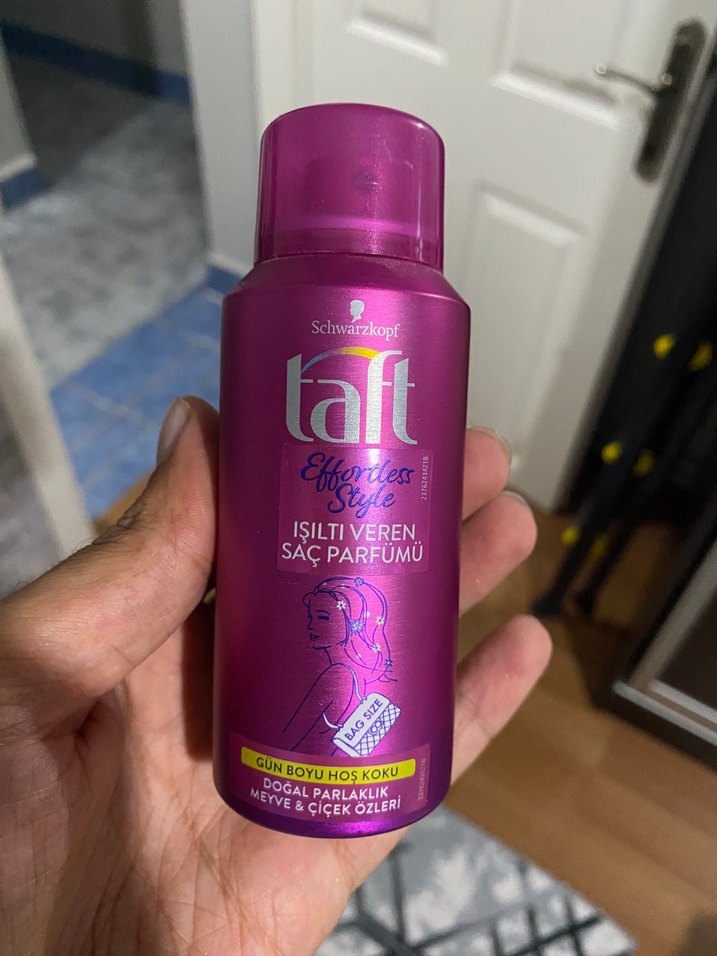 Schwarzkopf
taft
Effortless
Style
IŞILTI VEREN
SAÇ PARFÜMÜ
BAG SIZE
GÜN BOYU HOŞ KOKU
DOĞAL PARLAKLIK
MEYVE & ÇİÇEK ÖZLERİ